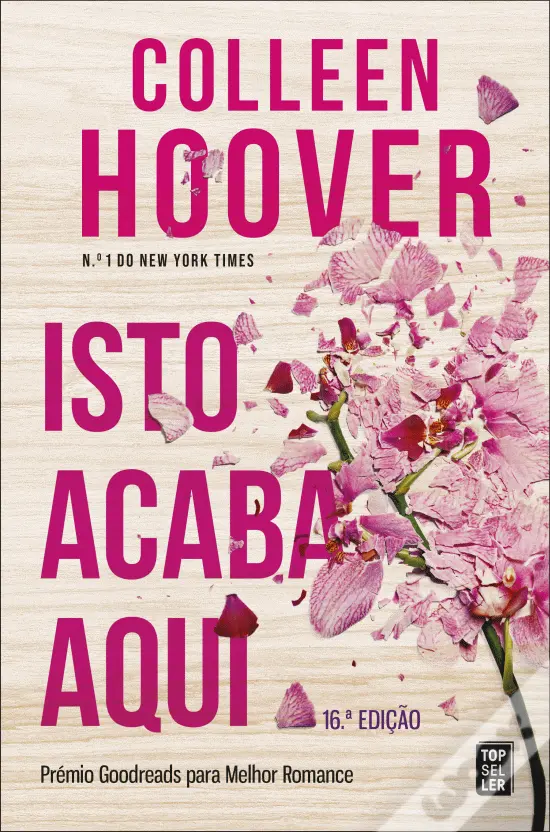 COLLEEN
HOOVER
N.º 1 DO NEW YORK TIMES
ISTO
ACABA
AQUI
16.ª EDIÇÃO
Prémio Goodreads para Melhor Romance
TOP
SEL
LER